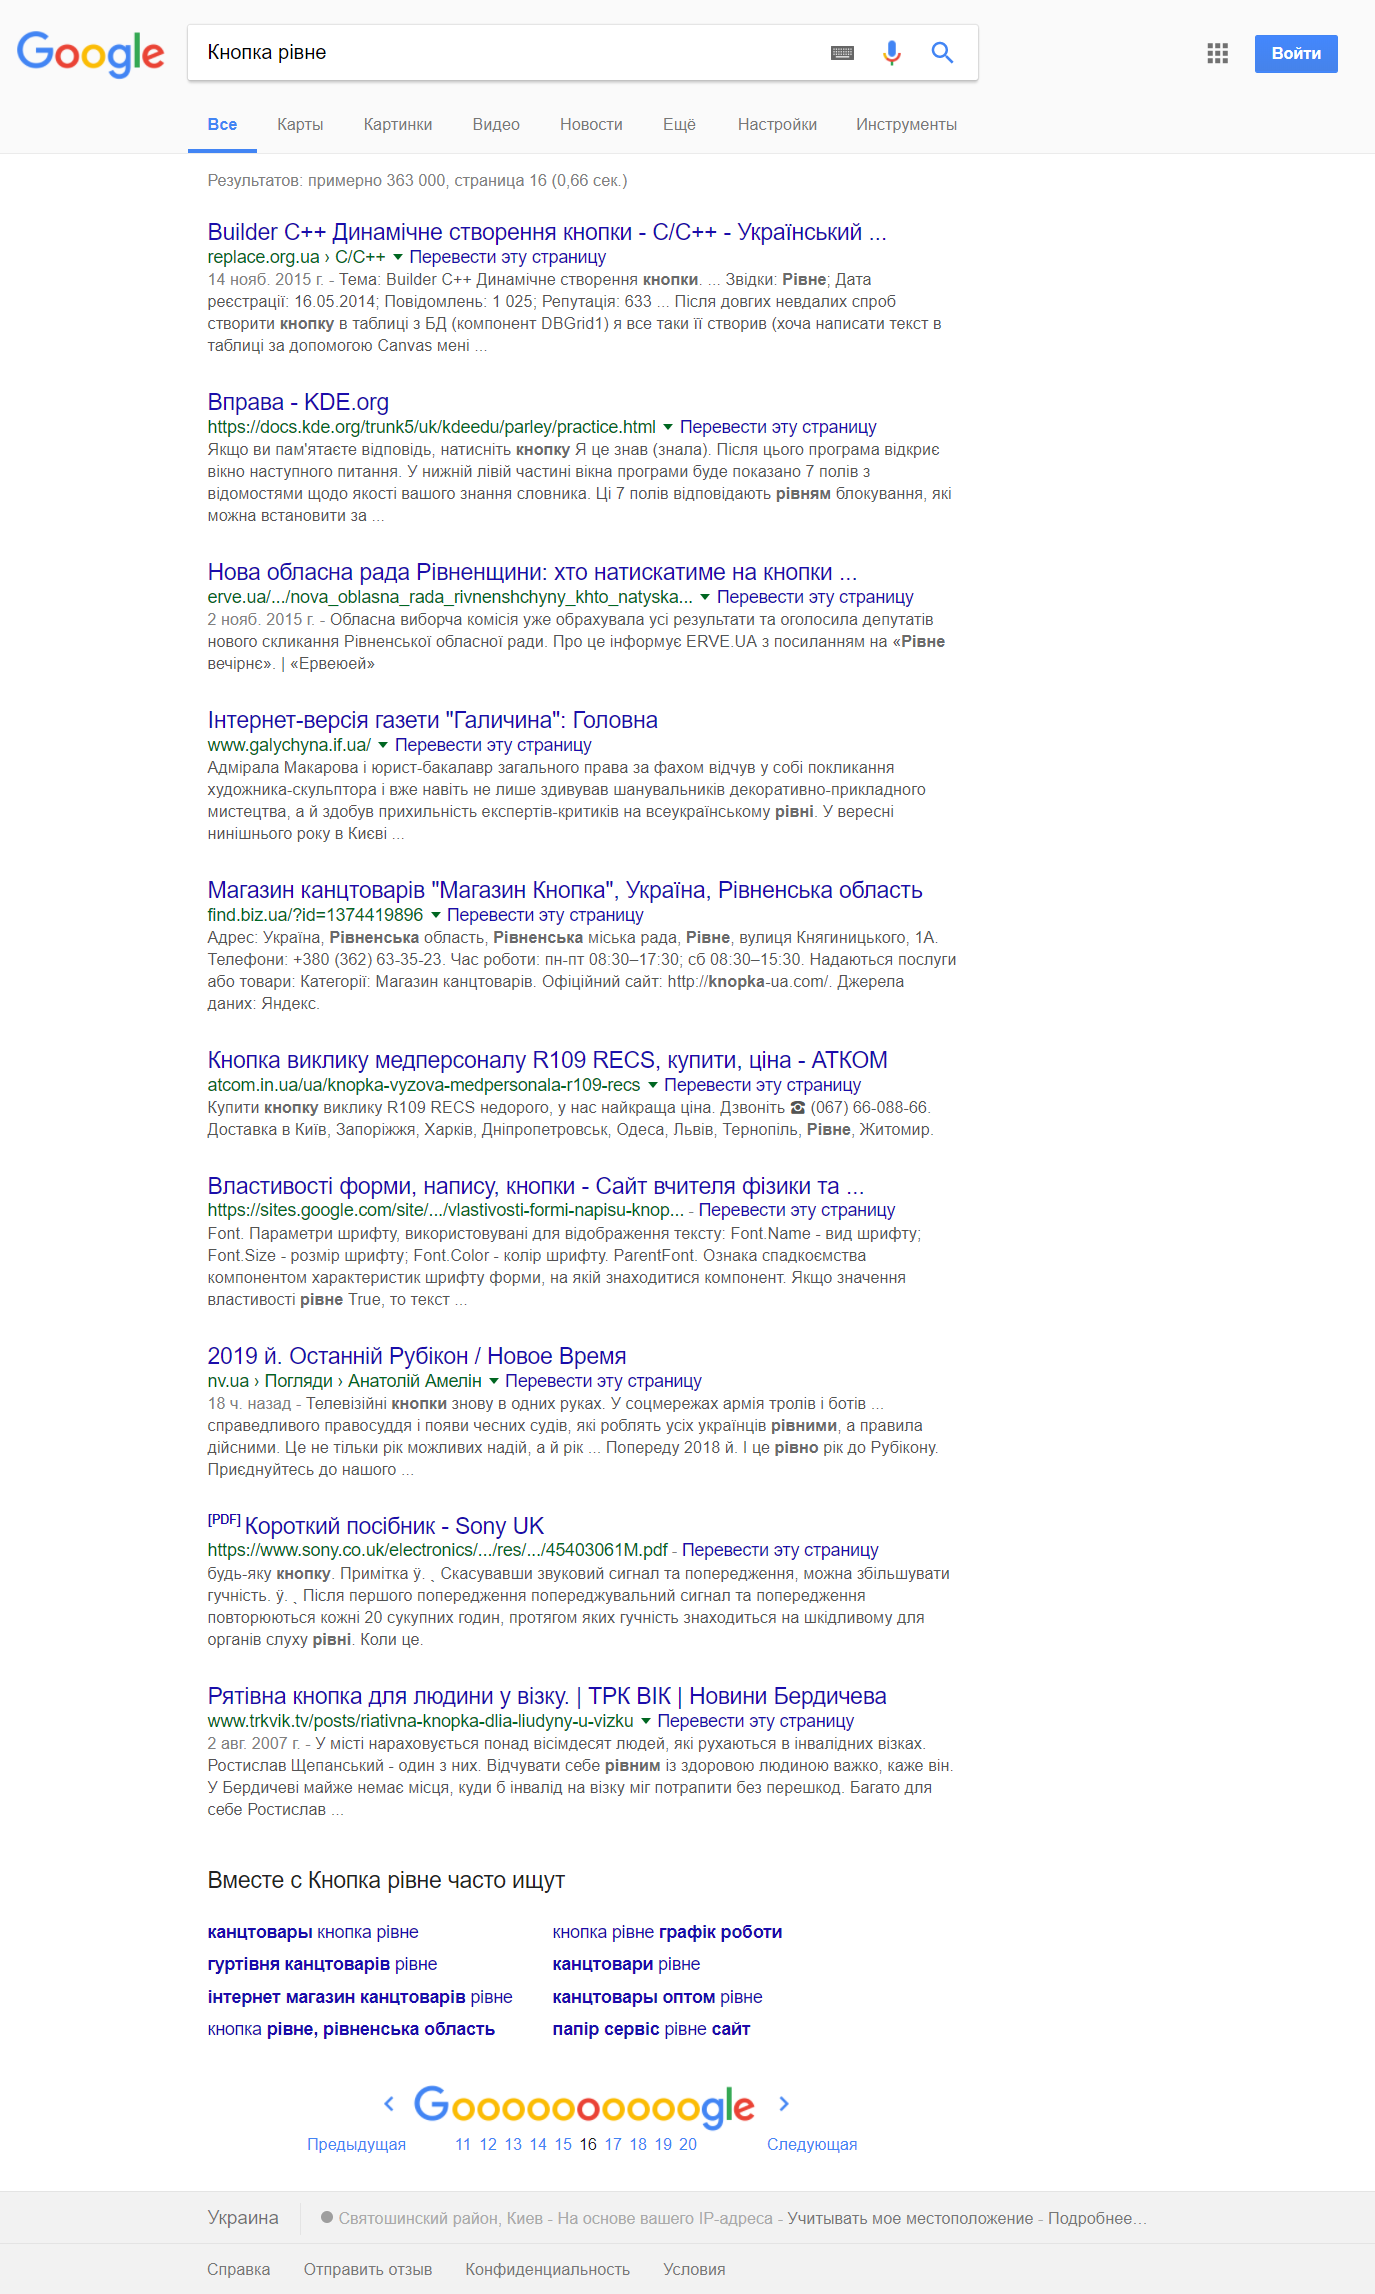 Google
Кнопка рівне
Войти
Все Карты Картинки Видео Новости Ещё Настройки Инструменты
Результатов: примерно 363 000, страница 16 (0,66 сек.)
Builder C++ Динамічне створення кнопки - C/C++ - Український ...
replace.org.ua › C/C++ Перевести эту страницу
14 нояб. 2015 г. - Тема: Builder C++ Динамічне створення кнопки. ... Звідки: Рівне; Дата
реєстрації: 16.05.2014; Повідомлень: 1 025; Репутація: 633 ... Після довгих невдалих спроб
створити кнопку в таблиці з БД (компонент DBGrid1) я все таки її створив (хоча написати текст в
таблиці за допомогою Canvas мені ...
Вправа - KDE.org
https://docs.kde.org/trunk5/uk/kdeedu/parley/practice.html Перевести эту страницу
Якщо ви пам'ятаєте відповідь, натисніть кнопку Я це знав (знала). Після цього програма відкриє
вікно наступного питання. У нижній лівій частині вікна програми буде показано 7 полів з
відомостями щодо якості вашого знання словника. Ці 7 полів відповідають рівням блокування, які
можна встановити за ...
Нова обласна рада Рівненщини: хто натискатиме на кнопки ...
erve.ua/.../nova_oblasna_rada_rivnenshchyny_khto_natyska... Перевести эту страницу
2 нояб. 2015 г. - Обласна виборча комісія уже обрахувала усі результати та оголосила депутатів
нового скликання Рівненської обласної ради. Про це інформує ERVE.UA з посиланням на «Рівне
вечірнє». | «Ервеюей»
Інтернет-версія газети "Галичина": Головна
www.galychyna.if.ua/ Перевести эту страницу
Адмірала Макарова і юрист-бакалавр загального права за фахом відчув у собі покликання
художника-скульптора і вже навіть не лише здивував шанувальників декоративно-прикладного
мистецтва, а й здобув прихильність експертів-критиків на всеукраїнському рівні. У вересні
нинішнього року в Києві ...
Магазин канцтоварів "Магазин Кнопка", Україна, Рівненська область
find.biz.ua/?id=1374419896 Перевести эту страницу
Адрес: Україна, Рівненська область, Рівненська міська рада, Рівне, вулиця Княгиницького, 1А.
Телефони: +380 (362) 63-35-23. Час роботи: пн-пт 08:30–17:30; сб 08:30–15:30. Надаються послуги
або товари: Категорії: Магазин канцтоварів. Офіційний сайт: http://knopka-ua.com/. Джерела
даних: Яндекс.
Кнопка виклику медперсоналу R109 RECS, купити, ціна - АТКОМ
atcom.in.ua/ua/knopka-vyzova-medpersonala-r109-recs Перевести эту страницу
Купити кнопку виклику R109 RECS недорого, у нас найкраща ціна. Дзвоніть ☎ (067) 66-088-66.
Доставка в Київ, Запоріжжя, Харків, Дніпропетровськ, Одеса, Львів, Тернопіль, Рівне, Житомир.
Властивості форми, напису, кнопки - Сайт вчителя фізики та ...
https://sites.google.com/site/.../vlastivosti-formi-napisu-knop... - Перевести эту страницу
Font. Параметри шрифту, використовувані для відображення тексту: Font.Name - вид шрифту;
Font.Size - розмір шрифту; Font.Color - колір шрифту. ParentFont. Ознака спадкоємства
компонентом характеристик шрифту форми, на якій знаходитися компонент. Якщо значення
властивості рівне True, то текст ...
2019 й. Останній Рубікон / Новое Время
nv.ua › Погляди › Анатолій Амелін Перевести эту страницу
18 ч. назад - Телевізійні кнопки знову в одних руках. У соцмережах армія тролів і ботів ...
справедливого правосуддя і появи чесних судів, які роблять усіх українців рівними, а правила
дійсними. Це не тільки рік можливих надій, а й рік ... Попереду 2018 й. І це рівно рік до Рубікону.
Приєднуйтесь до нашого ...
[PDF] Короткий посібник - Sony UK
https://www.sony.co.uk/electronics/.../res/.../45403061M.pdf - Перевести эту страницу
будь-яку кнопку. Примітка ÿ. ˎ Скасувавши звуковий сигнал та попередження, можна збільшувати
гучність. ÿ. ˎ Після першого попередження попереджувальний сигнал та попередження
повторюються кожні 20 сукупних годин, протягом яких гучність знаходиться на шкідливому для
органів слуху рівні. Коли це.
Рятівна кнопка для людини у візку. | ТРК ВІК | Новини Бердичева
www.trkvik.tv/posts/riativna-knopka-dlia-liudyny-u-vizku Перевести эту страницу
2 авг. 2007 г. - У місті нараховується понад вісімдесят людей, які рухаються в інвалідних візках.
Ростислав Щепанський - один з них. Відчувати себе рівним із здоровою людиною важко, каже він.
У Бердичеві майже немає місця, куди б інвалід на візку міг потрапити без перешкод. Багато для
себе Ростислав ...
Вместе с Кнопка рівне часто ищут
канцтовары кнопка рівне кнопка рівне графік роботи
гуртівня канцтоварів рівне канцтовари рівне
інтернет магазин канцтоварів рівне канцтовары оптом рівне
кнопка рівне, рівненська область папір сервіс рівне сайт
Goooooooooogle
Предыдущая 11 12 13 14 15 16 17 18 19 20 Следующая
Украина Святошинский район, Киев - На основе вашего IP-адреса - Учитывать мое местоположение - Подробнее...
Справка Отправить отзыв Конфиденциальность Условия